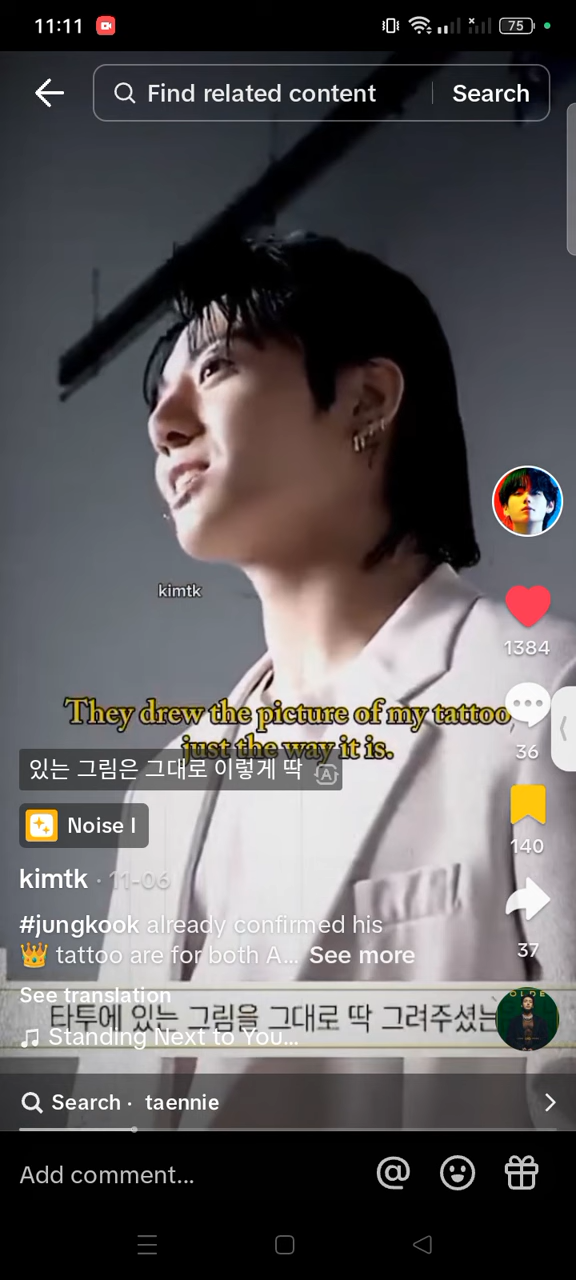 11:11
75
Find related content
Search
kimtk
They drew the picture of my tattoo
just the way it is.
1384
36
있는 그림은 그대로 이렇게 딱
Noise I
140
kimtk · 11-06
#jungkook already confirmed his
👑 tattoo are for both A... See more
37
See translation
타투에 있는 그림을 그대로 딱 그려주셨는
Standing Next to You...
Search · taennie
Add comment...